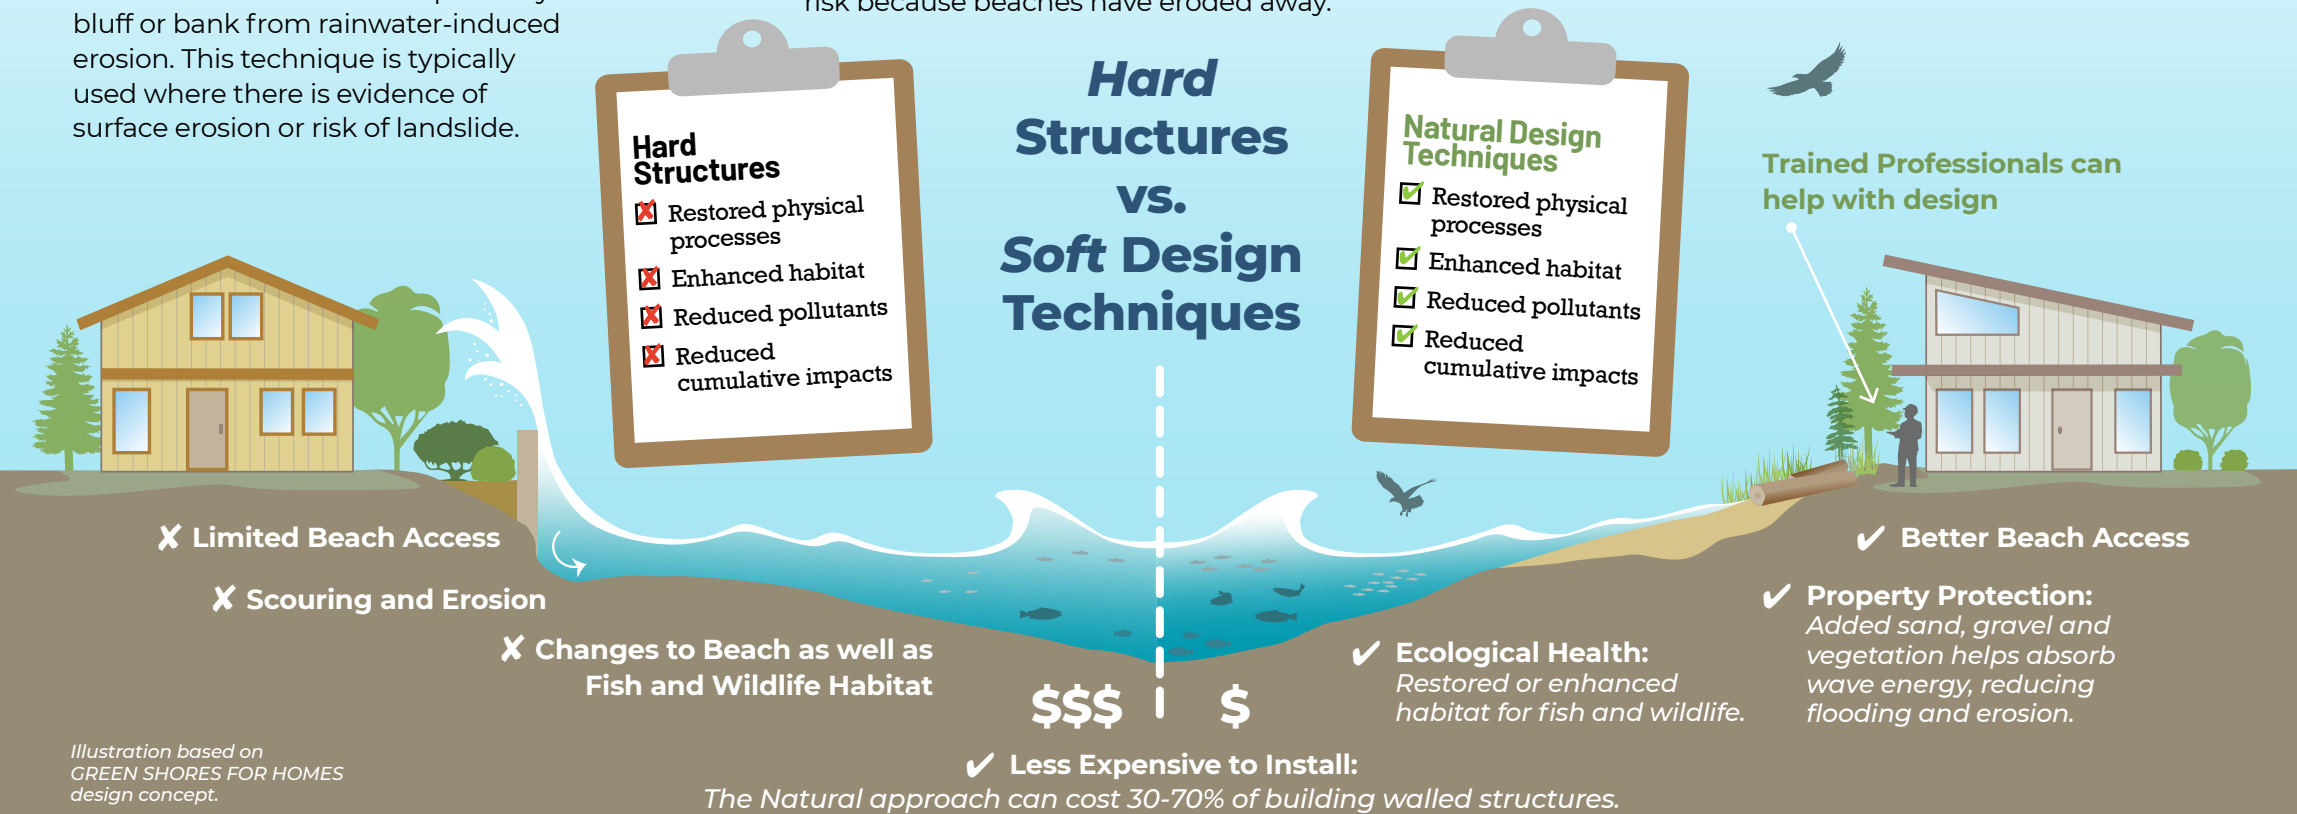 bluff or bank from rainwater-induced
erosion. This technique is typically
used where there is evidence of
surface erosion or risk of landslide.
risk because beaches have eroded away.
Hard
Structures
vs.
Soft Design
Techniques
Hard
Structures
Restored physical
processes
Enhanced habitat
Reduced pollutants
Reduced
cumulative impacts
Natural Design
Techniques
Restored physical
processes
Enhanced habitat
Reduced pollutants
Reduced
cumulative impacts
Trained Professionals can
help with design
✘ Limited Beach Access
✘ Scouring and Erosion
✘ Changes to Beach as well as
Fish and Wildlife Habitat
$$$
$
✔ Less Expensive to Install:
The Natural approach can cost 30-70% of building walled structures.
✔ Ecological Health:
Restored or enhanced
habitat for fish and wildlife.
✔ Better Beach Access
✔ Property Protection:
Added sand, gravel and
vegetation helps absorb
wave energy, reducing
flooding and erosion.
Illustration based on
GREEN SHORES FOR HOMES
design concept.